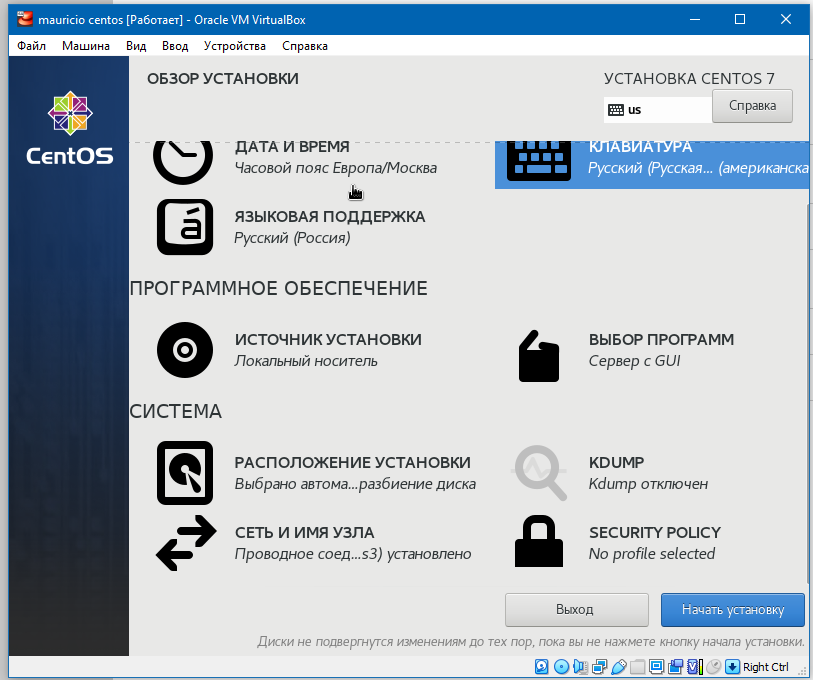 mauricio centos [Работает] - Oracle VM VirtualBox
Файл Машина Вид Ввод Устройства Справка
CentOS
ОБЗОР УСТАНОВКИ
УСТАНОВКА CENTOS 7
us
Справка
ДАТА И ВРЕМЯ
Часовой пояс Европа/Москва
КЛАВИАТУРА
Русский (Русская... (американска
ЯЗЫКОВАЯ ПОДДЕРЖКА
Русский (Россия)
ПРОГРАММНОЕ ОБЕСПЕЧЕНИЕ
ИСТОЧНИК УСТАНОВКИ
Локальный носитель
ВЫБОР ПРОГРАММ
Сервер с GUI
СИСТЕМА
РАСПОЛОЖЕНИЕ УСТАНОВКИ
Выбрано автома...разбиение диска
KDUMP
Kdump отключен
СЕТЬ И ИМЯ УЗЛА
Проводное соед...s3) установлено
SECURITY POLICY
No profile selected
Выход
Начать установку
Диски не подвергнутся изменениям до тех пор, пока вы не нажмете кнопку начала установки.
Right Ctrl